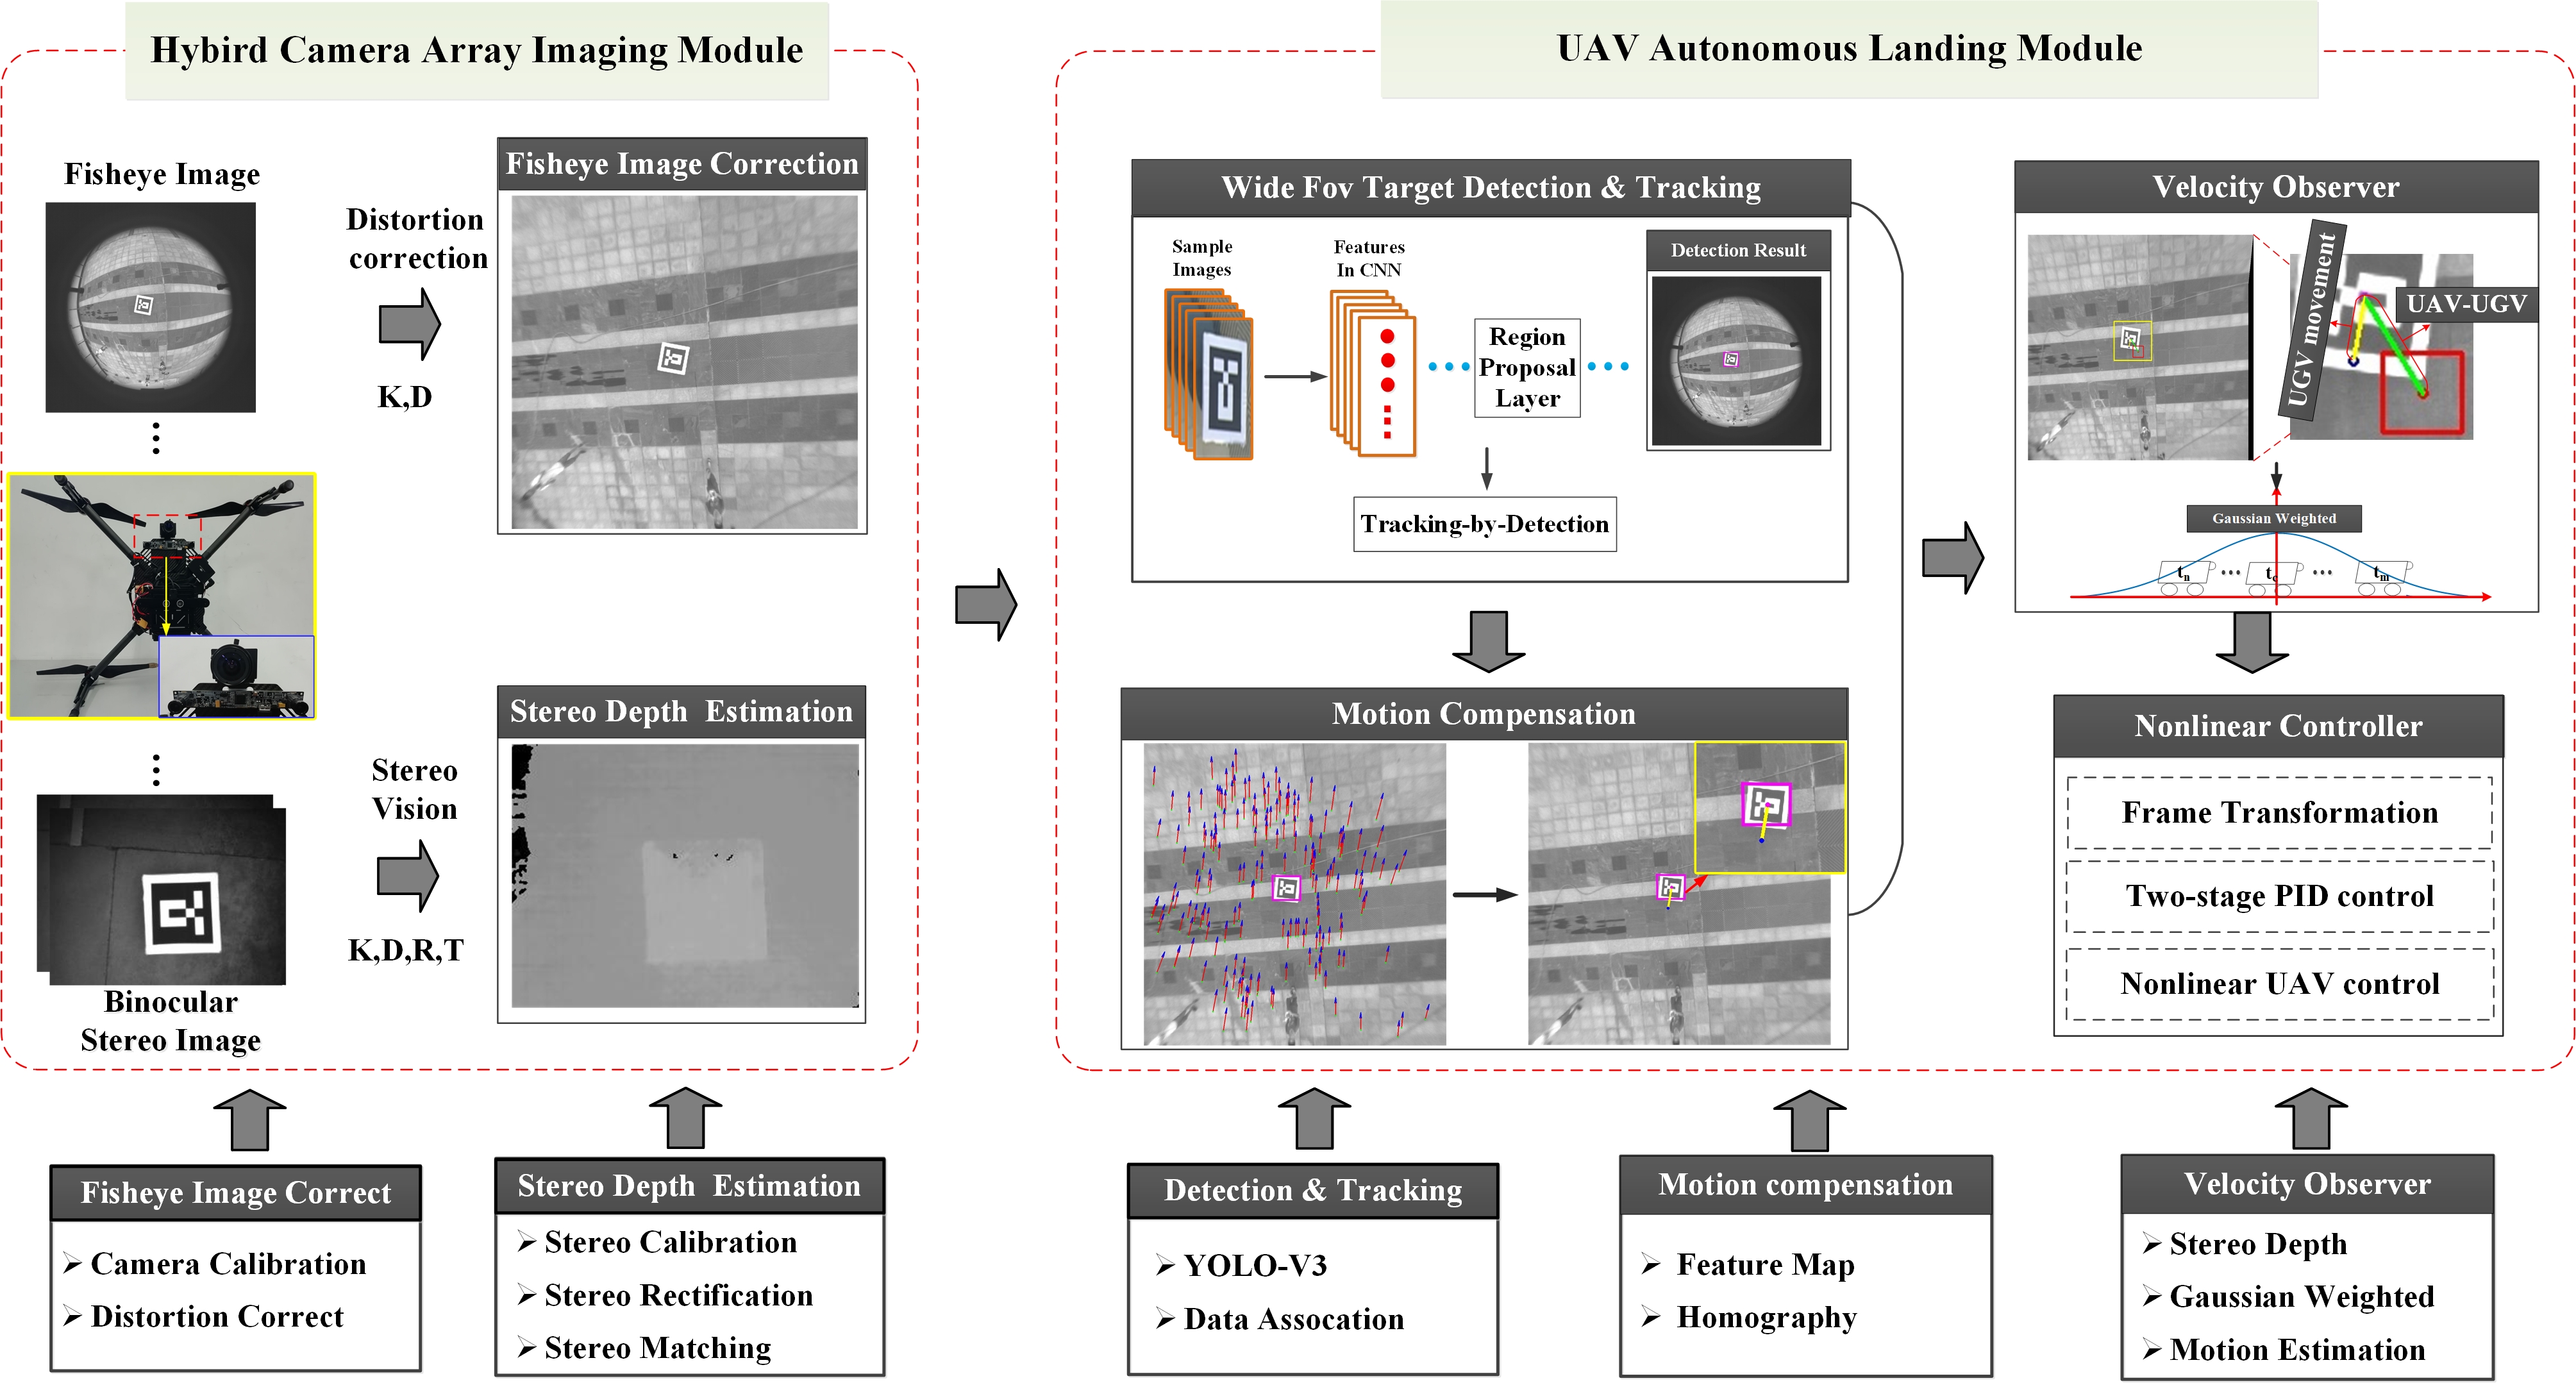 Hybird Camera Array Imaging Module
Fisheye Image
Distortion
correction
K,D
Fisheye Image Correction
Stereo
Vision
K,D,R,T
Binocular
Stereo Image
Stereo Depth Estimation
UAV Autonomous Landing Module
Wide Fov Target Detection & Tracking
Sample
Images
Features
In CNN
Region
Proposal
Layer
Detection Result
Tracking-by-Detection
Motion Compensation
Velocity Observer
UGV movement
UAV-UGV
Gaussian Weighted
tn ... tc ... tm
Nonlinear Controller
Frame Transformation
Two-stage PID control
Nonlinear UAV control
Fisheye Image Correct
➢ Camera Calibration
➢ Distortion Correct
Stereo Depth Estimation
➢ Stereo Calibration
➢ Stereo Rectification
➢ Stereo Matching
Detection & Tracking
➢ YOLO-V3
➢ Data Assocation
Motion compensation
➢ Feature Map
➢ Homography
Velocity Observer
➢ Stereo Depth
➢ Gaussian Weighted
➢ Motion Estimation